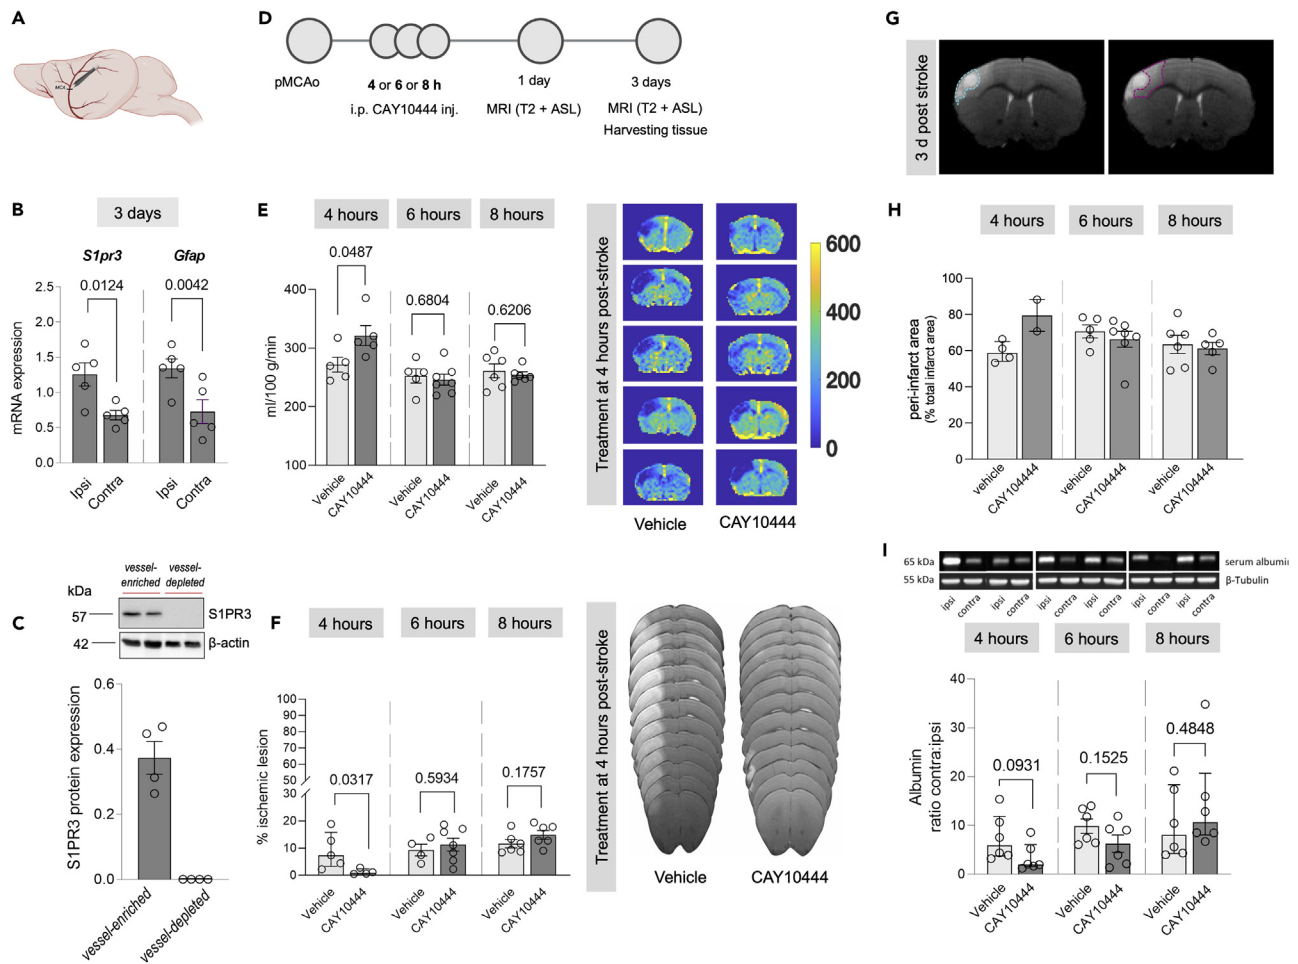 A
MCA
B
3 days
S1pr3
Gfap
0.0124
0.0042
mRNA expression
2.5
2.0
1.5
1.0
0.5
0.0
Ipsi
Contra
Ipsi
Contra
C
vessel-enriched
vessel-depleted
kDa
57
S1PR3
42
β-actin
S1PR3 protein expression
0.6
0.4
0.2
0.0
vessel-enriched
vessel-depleted
D
pMCAo
4 or 6 or 8 h
i.p. CAY10444 inj.
1 day
MRI (T2 + ASL)
3 days
MRI (T2 + ASL)
Harvesting tissue
E
4 hours
6 hours
8 hours
0.0487
0.6804
0.6206
ml/100 g/min
400
300
200
100
Vehicle
CAY10444
Vehicle
CAY10444
Vehicle
CAY10444
Treatment at 4 hours post-stroke
600
400
200
0
Vehicle
CAY10444
F
4 hours
6 hours
8 hours
% ischemic lesion
100
90
80
70
60
50
30
20
10
0
0.0317
0.5934
0.1757
Vehicle
CAY10444
Vehicle
CAY10444
Vehicle
CAY10444
Treatment at 4 hours post-stroke
Vehicle
CAY10444
G
3 d post stroke
H
4 hours
6 hours
8 hours
peri-infarct area
(% total infarct area)
100
80
60
40
20
0
vehicle
CAY10444
Vehicle
CAY10444
Vehicle
CAY10444
I
65 kDa
serum albumin
55 kDa
β-Tubulin
ipsi
contra
ipsi
contra
ipsi
contra
ipsi
contra
ipsi
contra
ipsi
contra
4 hours
6 hours
8 hours
Albumin
ratio contra:ipsi
40
30
20
10
0
0.0931
0.1525
0.4848
Vehicle
CAY10444
Vehicle
CAY10444
Vehicle
CAY10444